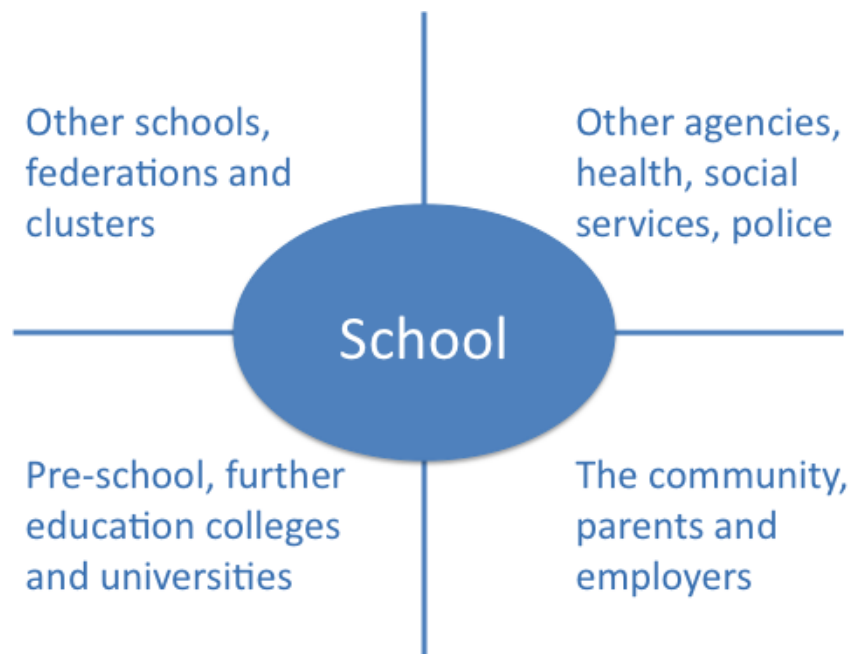 Other schools,
federations and
clusters
Other agencies,
health, social
services, police
School
Pre-school, further
education colleges
and universities
The community,
parents and
employers